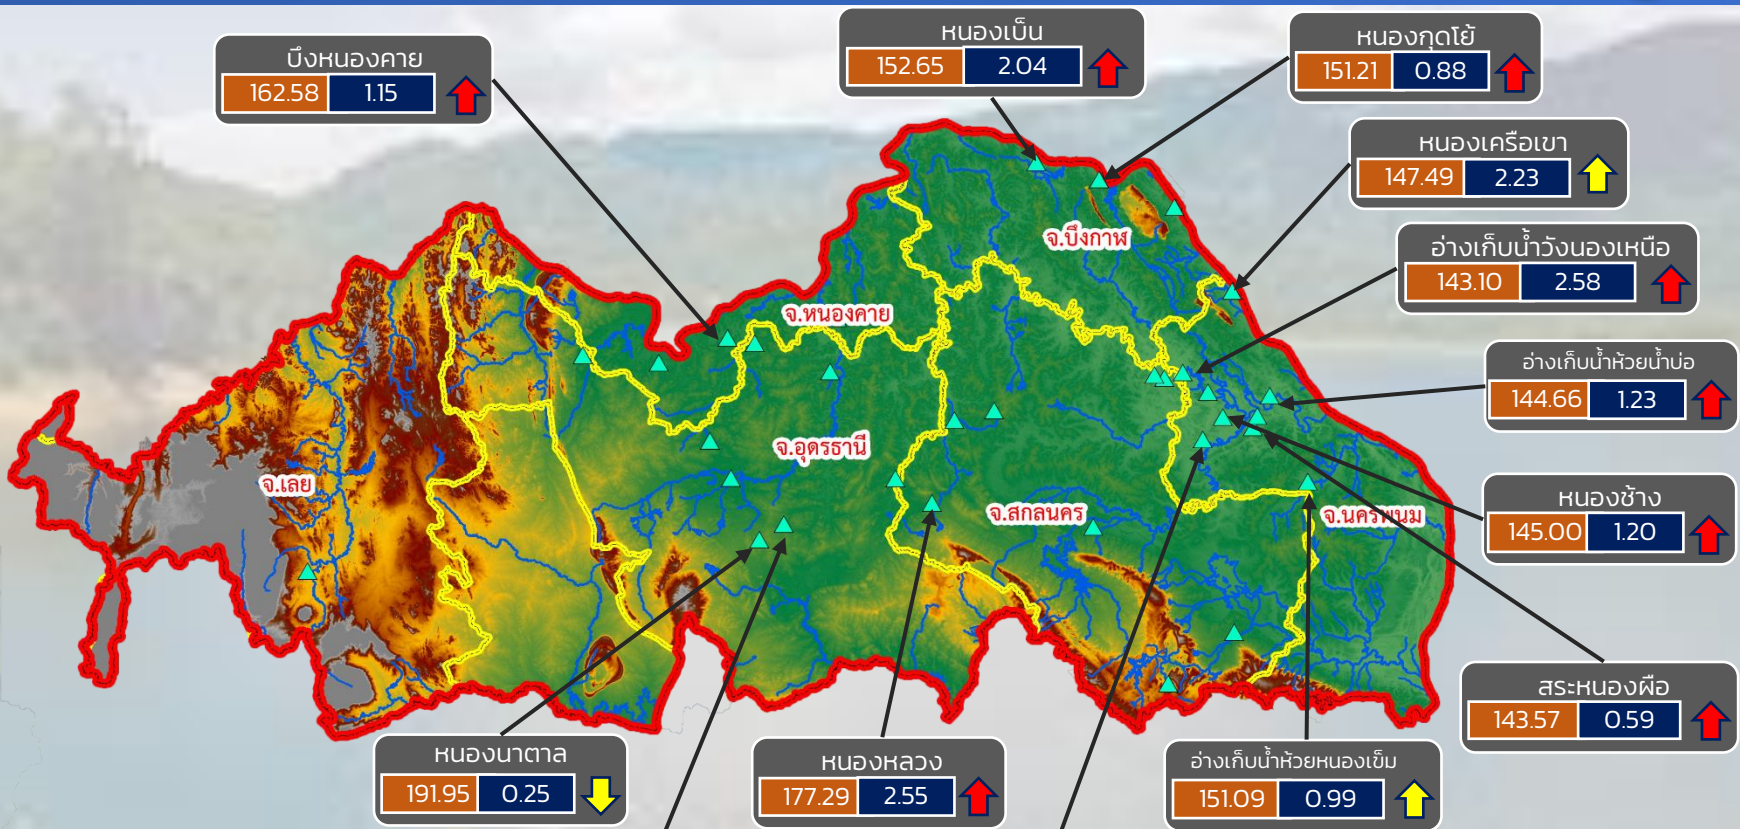 หนองเบ็น
152.65 2.04
หนองกุดโย้
151.21 0.88
บึงหนองคาย
162.58 1.15
หนองเครือเขา
147.49 2.23
จ.บึงกาฬ
อ่างเก็บน้ำวังนองเหนือ
143.10 2.58
จ.หนองคาย
อ่างเก็บน้ำห้วยน้ำบ่อ
144.66 1.23
จ.อุดรธานี
จ.เลย
จ.สกลนคร
จ.นครพนม
หนองช้าง
145.00 1.20
สระหนองผือ
143.57 0.59
หนองนาตาล
191.95 0.25
หนองหลวง
177.29 2.55
อ่างเก็บน้ำห้วยหนองเข็ม
151.09 0.99